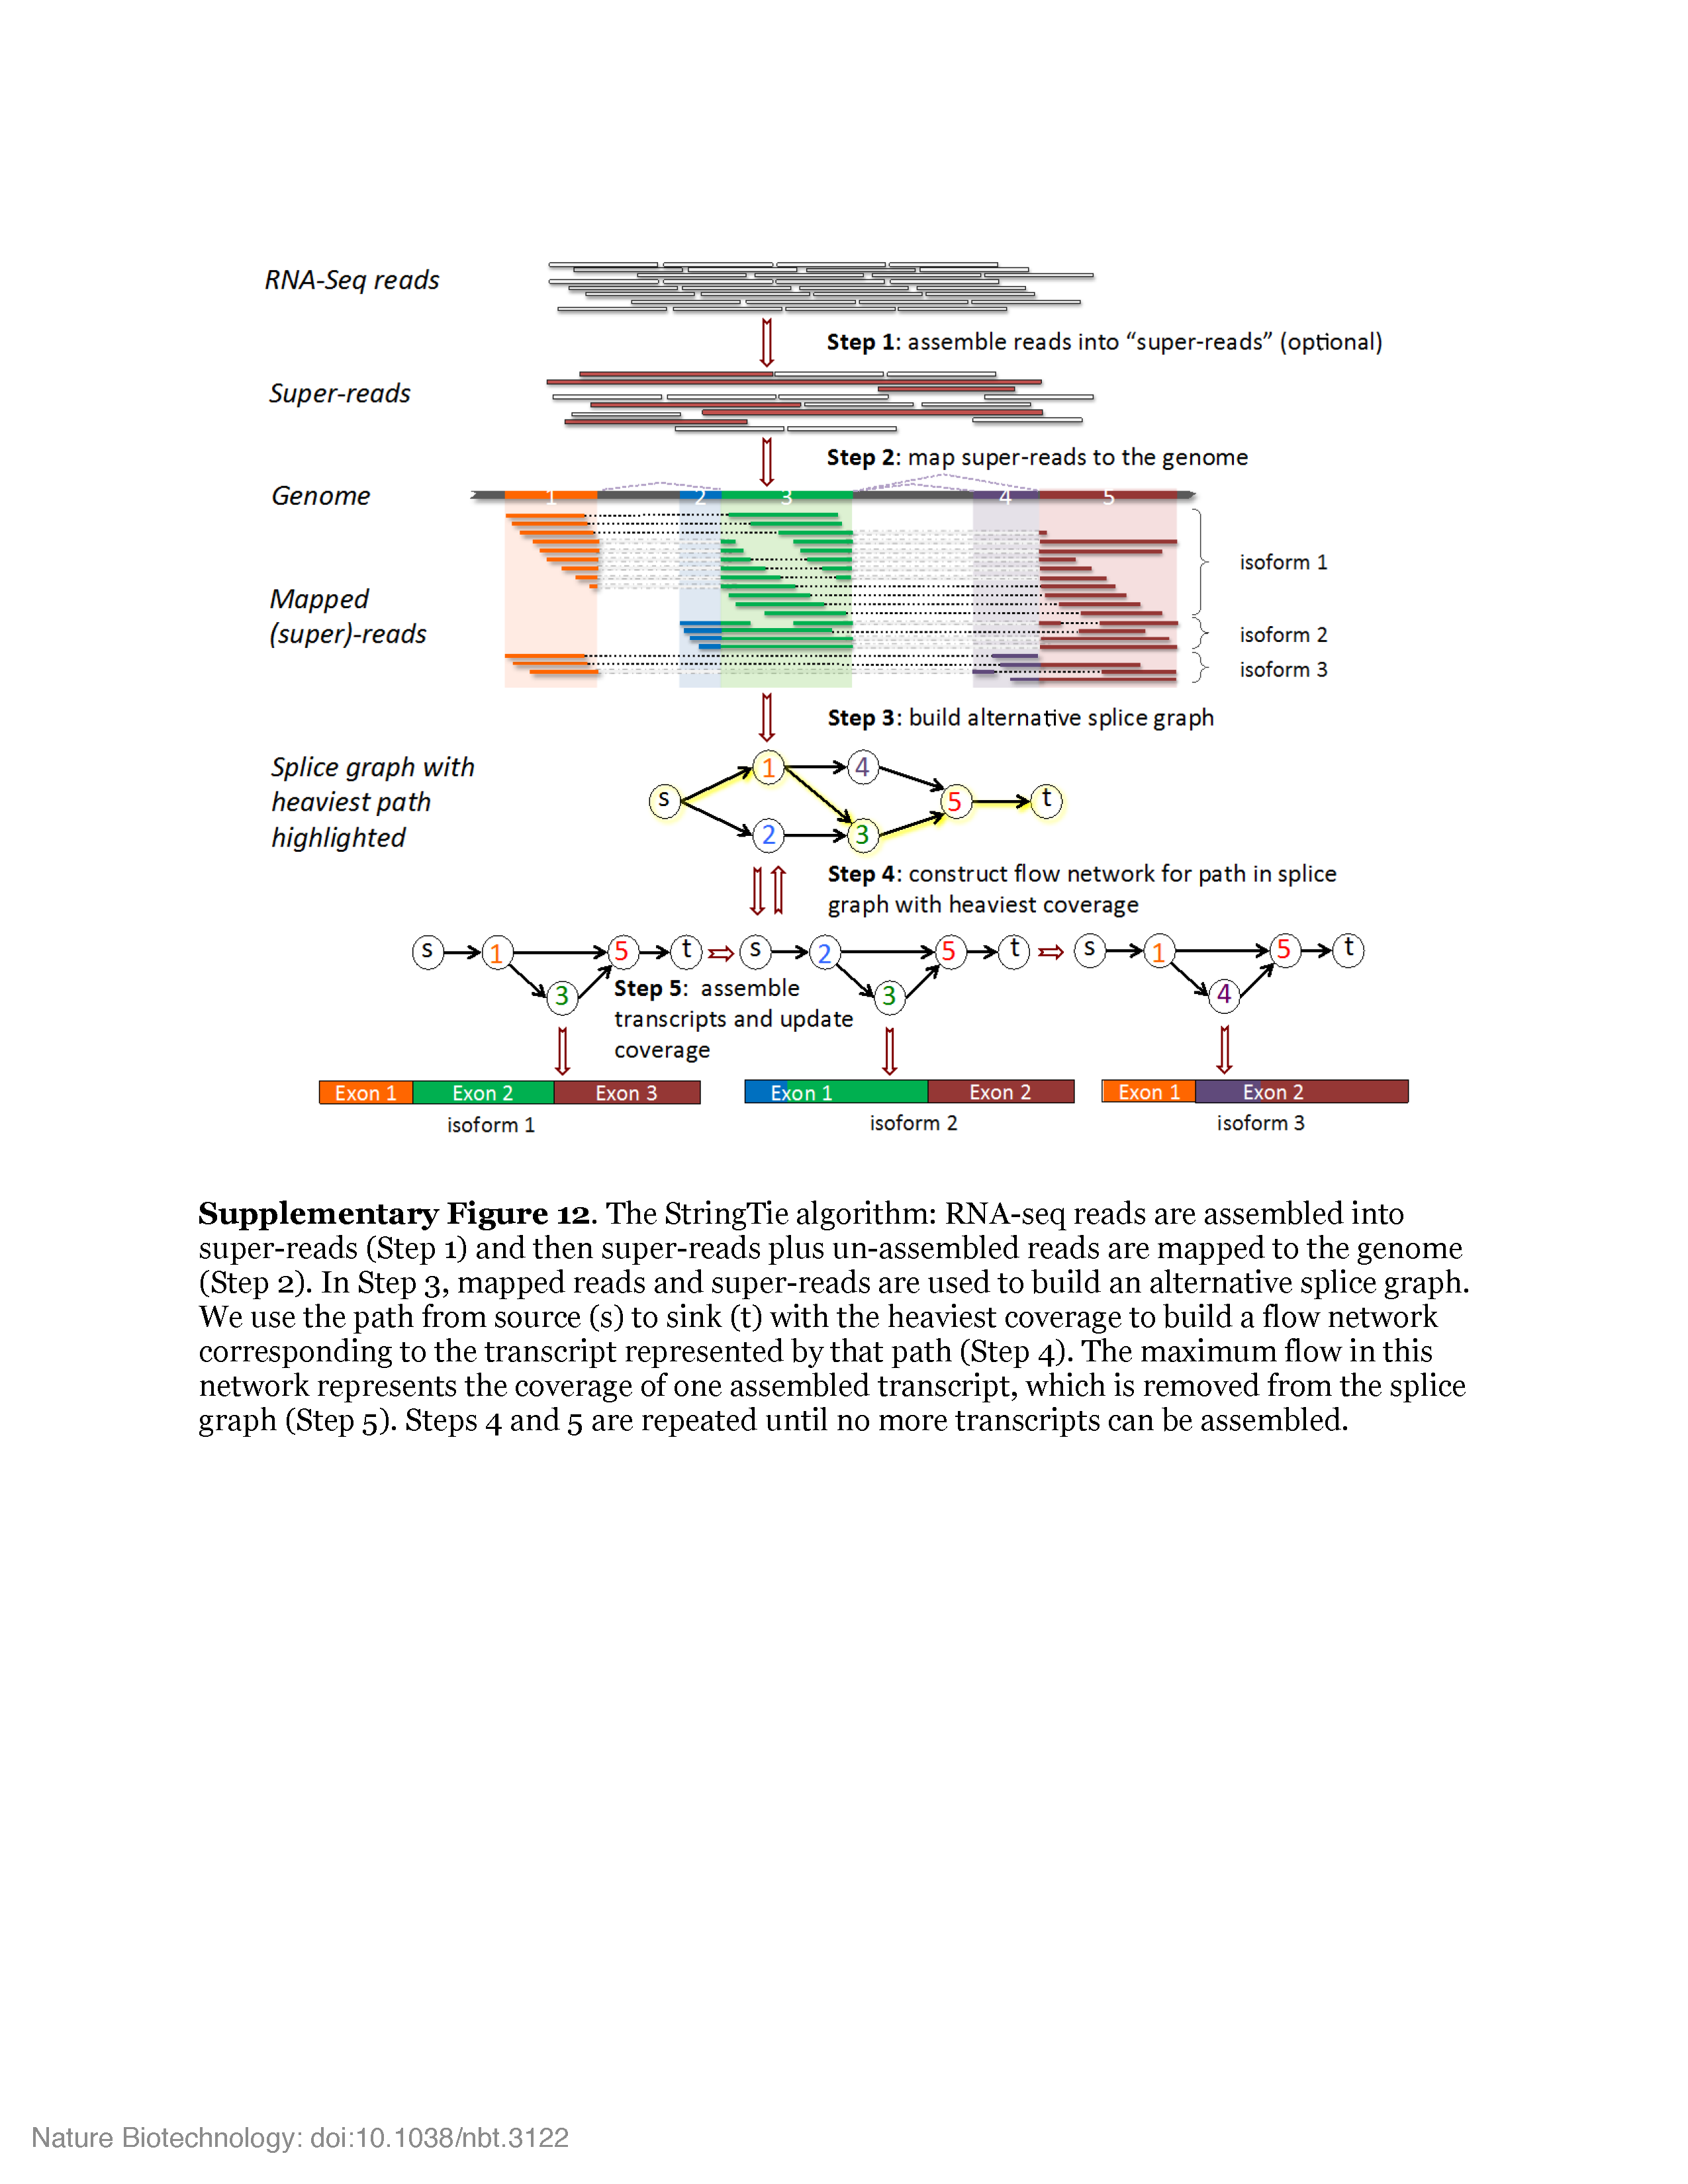 RNA-Seq reads
Step 1: assemble reads into “super-reads” (optional)
Super-reads
Step 2: map super-reads to the genome
Genome
1 2 3 4 5
isoform 1
Mapped
(super)-reads
isoform 2
isoform 3
Step 3: build alternative splice graph
Splice graph with
heaviest path
highlighted
1 4
s 5 t
2 3
Step 4: construct flow network for path in splice
graph with heaviest coverage
s 1 5 t s 2 5 t s 1 5 t
3 3 4
Step 5: assemble
transcripts and update
coverage
Exon 1 Exon 2 Exon 3 Exon 1 Exon 2 Exon 1 Exon 2
isoform 1 isoform 2 isoform 3
Supplementary Figure 12. The StringTie algorithm: RNA-seq reads are assembled into
super-reads (Step 1) and then super-reads plus un-assembled reads are mapped to the genome
(Step 2). In Step 3, mapped reads and super-reads are used to build an alternative splice graph.
We use the path from source (s) to sink (t) with the heaviest coverage to build a flow network
corresponding to the transcript represented by that path (Step 4). The maximum flow in this
network represents the coverage of one assembled transcript, which is removed from the splice
graph (Step 5). Steps 4 and 5 are repeated until no more transcripts can be assembled.
Nature Biotechnology: doi:10.1038/nbt.3122